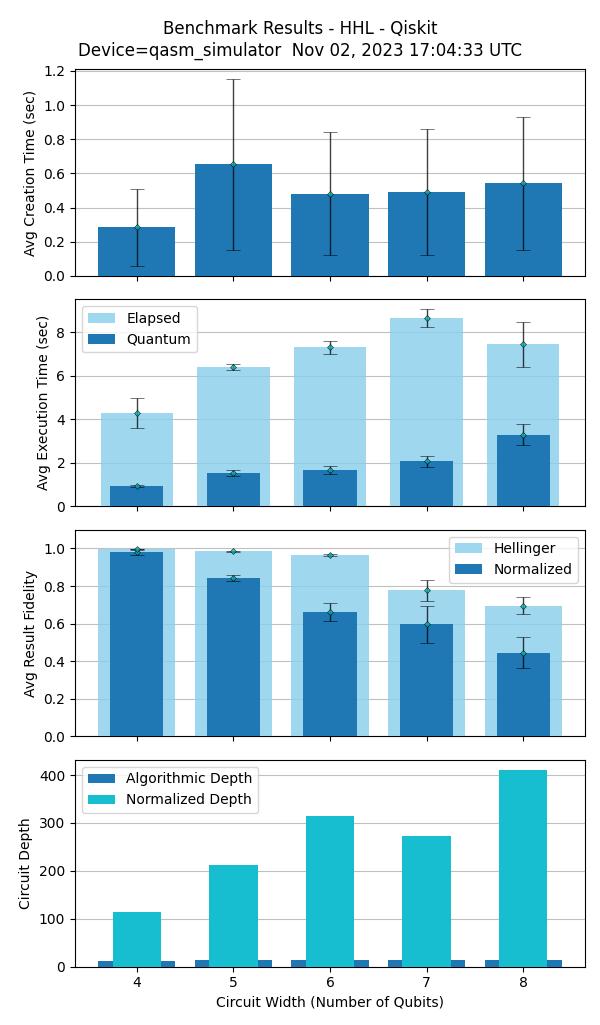 Benchmark Results - HHL - Qiskit
Device=qasm_simulator  Nov 02, 2023 17:04:33 UTC
Avg Creation Time (sec)
1.2
1.0
0.8
0.6
0.4
0.2
0.0
Avg Execution Time (sec)
8
6
4
2
0
Elapsed
Quantum
Avg Result Fidelity
1.0
0.8
0.6
0.4
0.2
0.0
Hellinger
Normalized
Circuit Depth
400
300
200
100
0
Algorithmic Depth
Normalized Depth
4 5 6 7 8
Circuit Width (Number of Qubits)